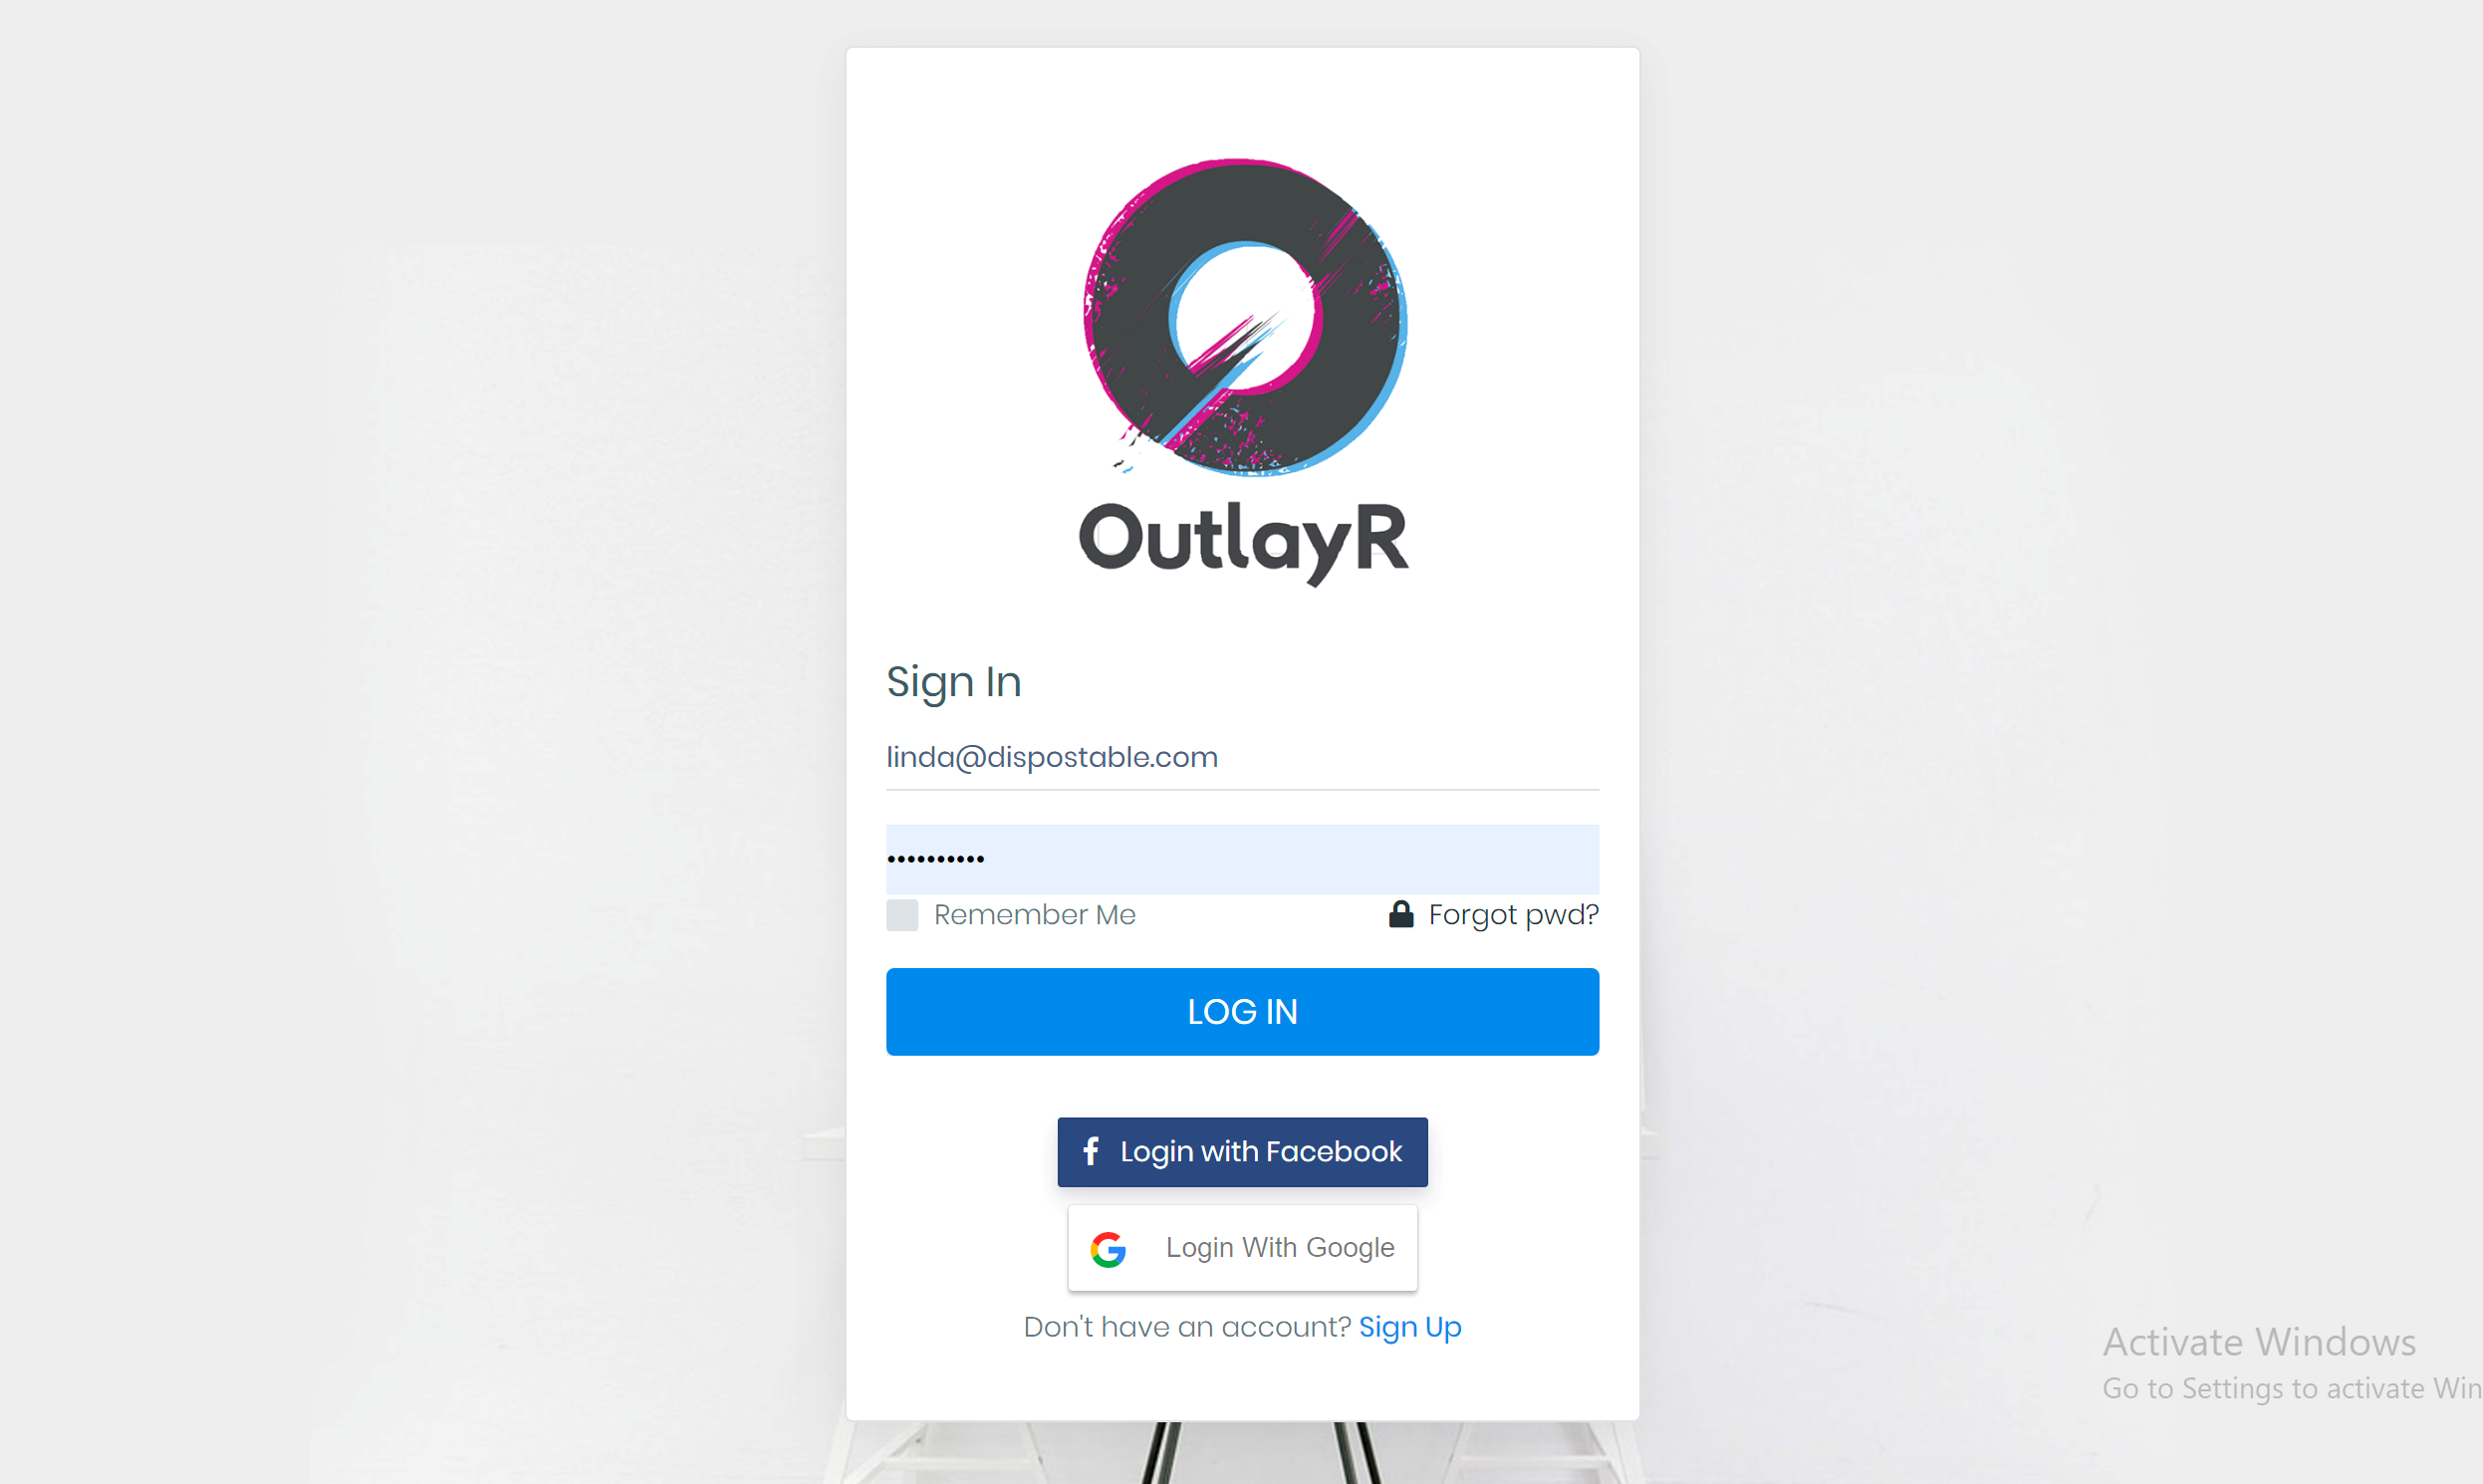 OutlayR
Sign In
linda@dispostable.com
••••••••••
Remember Me
Forgot pwd?
LOG IN
Login with Facebook
Login With Google
Don't have an account? Sign Up
Activate Windows
Go to Settings to activate Win